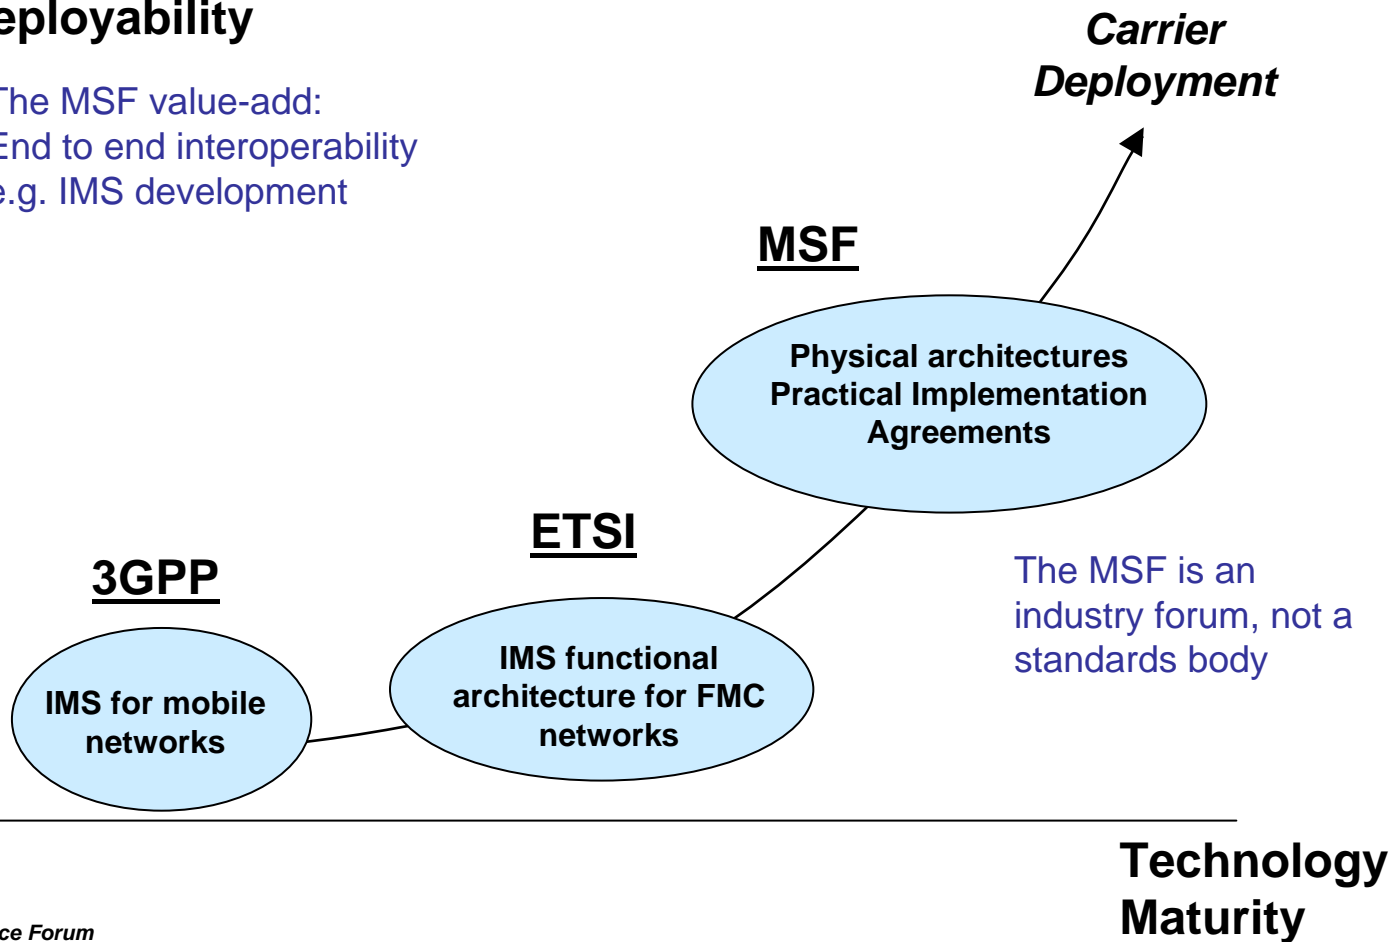 eployability
Carrier
Deployment
The MSF value-add:
End to end interoperability
e.g. IMS development
MSF
Physical architectures
Practical Implementation
Agreements
ETSI
3GPP
The MSF is an
industry forum, not a
standards body
IMS functional
architecture for FMC
networks
IMS for mobile
networks
Technology
Maturity
ce Forum